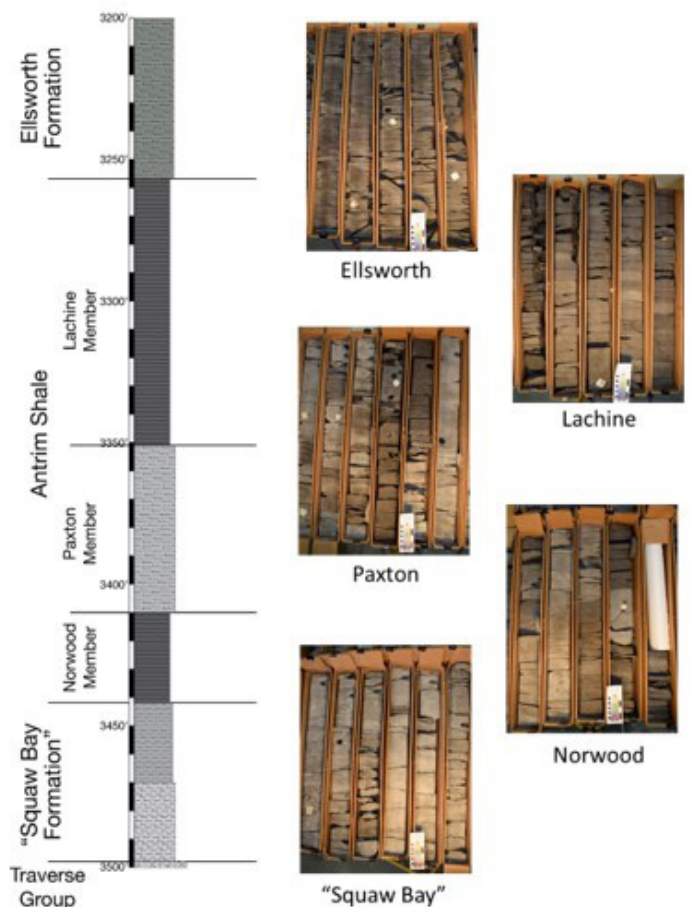 3200'
Ellsworth
Formation
3250'
Ellsworth
3300'
Lachine
Member
Lachine
3350'
Antrim Shale
Paxton
Member
Paxton
3400'
Norwood
Member
Norwood
3450'
"Squaw Bay
Formation"
3500'
Traverse
Group
"Squaw Bay"